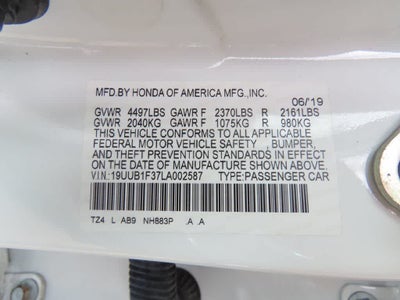 MFD.BY HONDA OF AMERICA MFG.,INC.
06/19
GVWR 4497LBS GAWR F 2370LBS R 2161LBS
GVWR 2040KG GAWR F 1075KG R 980KG
THIS VEHICLE CONFORMS TO ALL APPLICABLE
FEDERAL MOTOR VEHICLE SAFETY , BUMPER,
AND THEFT PREVENTION STANDARDS IN EFFECT
ON THE DATE OF MANUFACTURE SHOWN ABOVE.
V.I.N:19UUB1F37LA002587 TYPE:PASSENGER CAR
TZ4 L AB9 NH883P .A .A